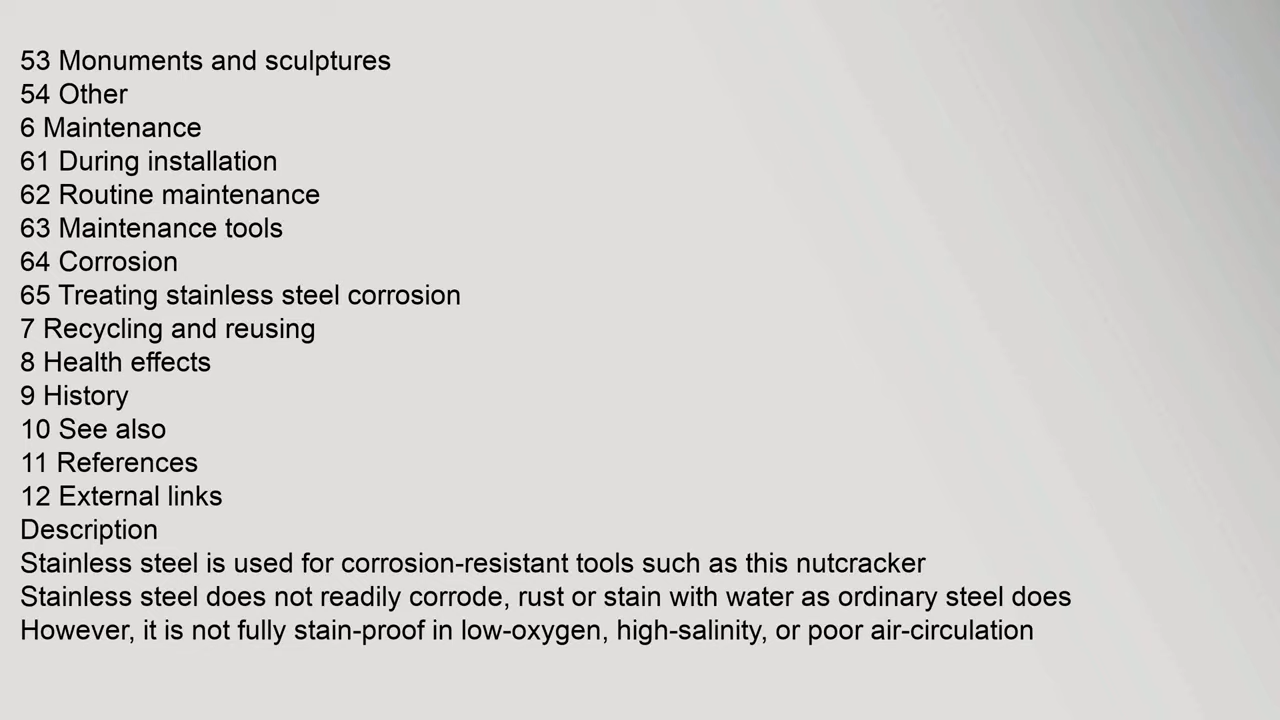 53 Monuments and sculptures
54 Other
6 Maintenance
61 During installation
62 Routine maintenance
63 Maintenance tools
64 Corrosion
65 Treating stainless steel corrosion
7 Recycling and reusing
8 Health effects
9 History
10 See also
11 References
12 External links
Description
Stainless steel is used for corrosion-resistant tools such as this nutcracker
Stainless steel does not readily corrode, rust or stain with water as ordinary steel does
However, it is not fully stain-proof in low-oxygen, high-salinity, or poor air-circulation